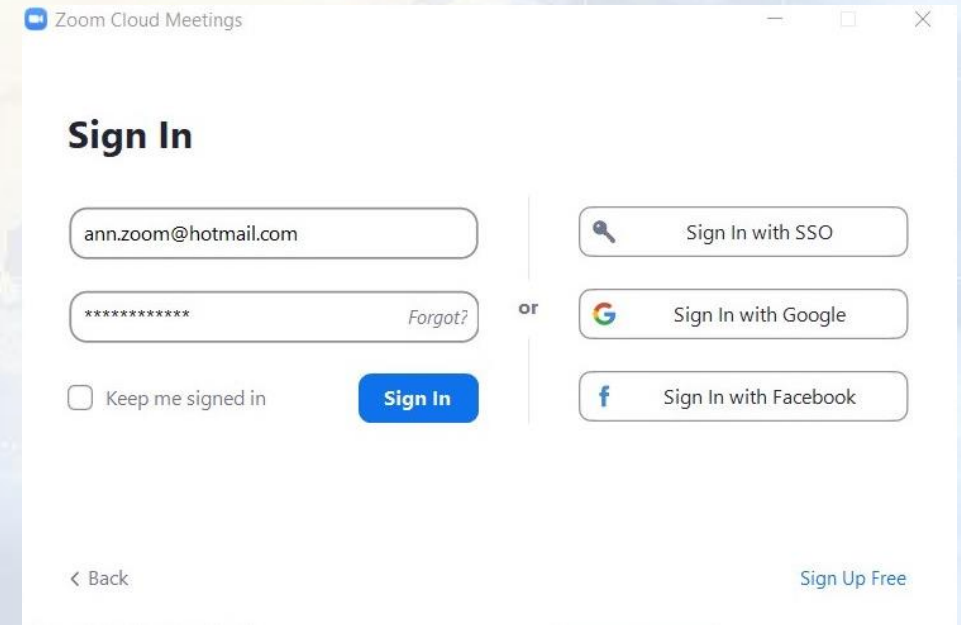 Zoom Cloud Meetings
Sign In
ann.zoom@hotmail.com
************ Forgot?
Keep me signed in Sign In
or
Sign In with SSO
Sign In with Google
Sign In with Facebook
Back
Sign Up Free